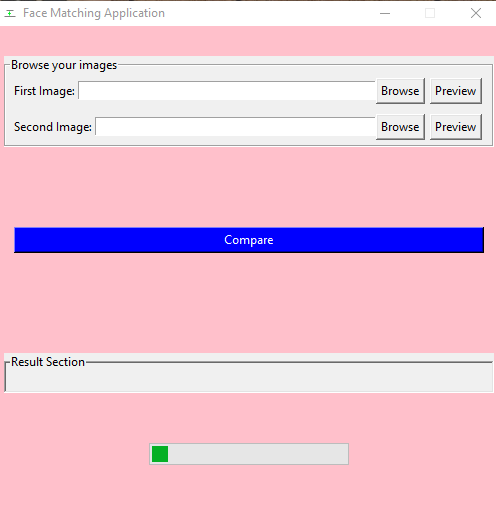 Face Matching Application
Browse your images
First Image: Browse Preview
Second Image: Browse Preview
Compare
Result Section